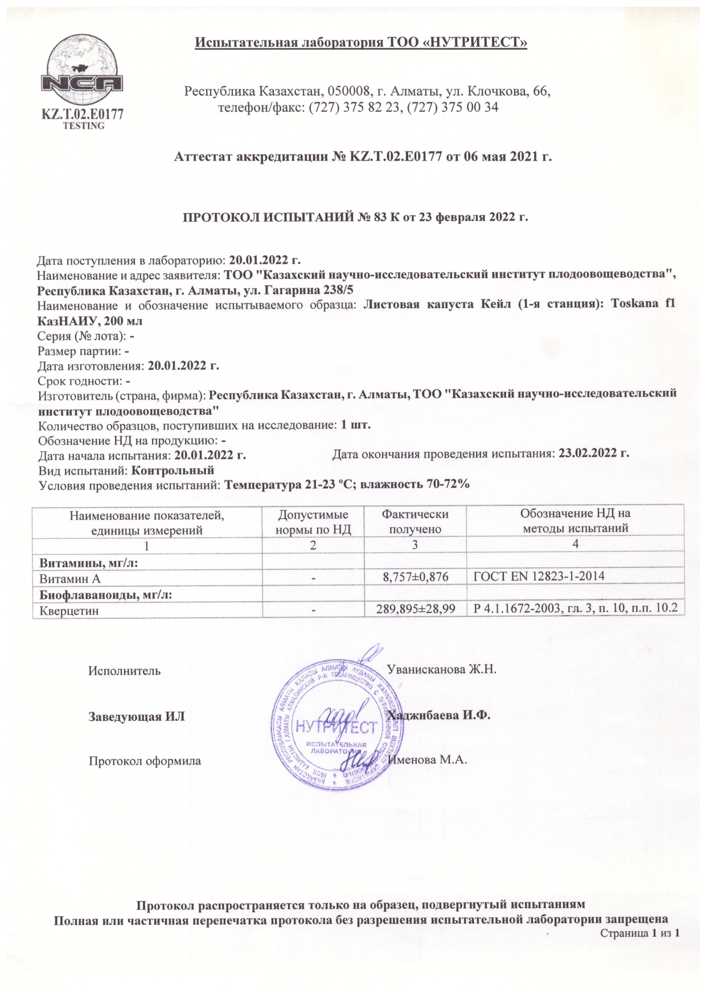 Испытательная лаборатория ТОО «НУТРИТЕСТ»
NCA
KZ.T.02.E0177
TESTING
Республика Казахстан, 050008, г. Алматы, ул. Клочкова, 66,
телефон/факс: (727) 375 82 23, (727) 375 00 34
Аттестат аккредитации № KZ.T.02.E0177 от 06 мая 2021 г.
ПРОТОКОЛ ИСПЫТАНИЙ № 83 К от 23 февраля 2022 г.
Дата поступления в лабораторию: 20.01.2022 г.
Наименование и адрес заявителя: ТОО "Казахский научно-исследовательский институт плодоовощеводства",
Республика Казахстан, г. Алматы, ул. Гагарина 238/5
Наименование и обозначение испытываемого образца: Листовая капуста Кейл (1-я станция): Toskana f1
КазНАИУ, 200 мл
Серия (№ лота): -
Размер партии: -
Дата изготовления: 20.01.2022 г.
Срок годности: -
Изготовитель (страна, фирма): Республика Казахстан, г. Алматы, ТОО "Казахский научно-исследовательский
институт плодоовощеводства"
Количество образцов, поступивших на исследование: 1 шт.
Обозначение НД на продукцию: -
Дата начала испытания: 20.01.2022 г. Дата окончания проведения испытания: 23.02.2022 г.
Вид испытаний: Контрольный
Условия проведения испытаний: Температура 21-23 ºС; влажность 70-72%
Наименование показателей, Допустимые Фактически Обозначение НД на
единицы измерений нормы по НД получено методы испытаний
1 2 3 4
Витамины, мг/л:
Витамин А - 8,757±0,876 ГОСТ EN 12823-1-2014
Биофлаваноиды, мг/л:
Кверцетин - 289,895±28,99 Р 4.1.1672-2003, гл. 3, п. 10, п.п. 10.2
Исполнитель Уванисканова Ж.Н.
Заведующая ИЛ Хаджибаева И.Ф.
НУТРИТЕСТ
ИСПЫТАТЕЛЬНАЯ
ЛАБОРАТОРИЯ
Протокол оформила Именова М.А.
Протокол распространяется только на образец, подвергнутый испытаниям
Полная или частичная перепечатка протокола без разрешения испытательной лаборатории запрещена
Страница 1 из 1